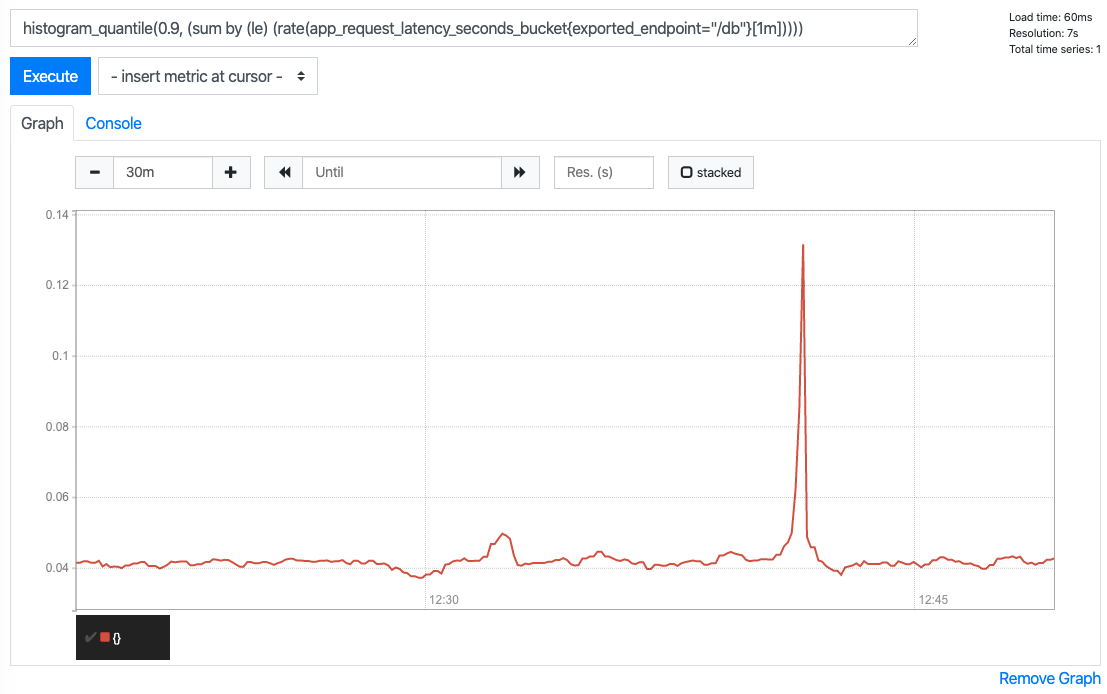 histogram_quantile(0.9, (sum by (le) (rate(app_request_latency_seconds_bucket{exported_endpoint="/db"}[1m]))))
Load time: 60ms
Resolution: 7s
Total time series: 1
Execute
- insert metric at cursor -
Graph
Console
30m
Until
Res. (s)
stacked
0.14
0.12
0.1
0.08
0.06
0.04
12:30
12:45
{}
Remove Graph